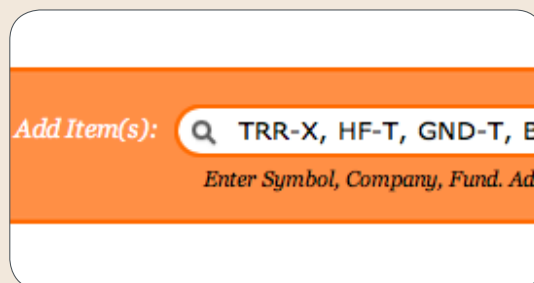 Add Item(s): TRR-X, HF-T, GND-T,
Enter Symbol, Company, Fund.